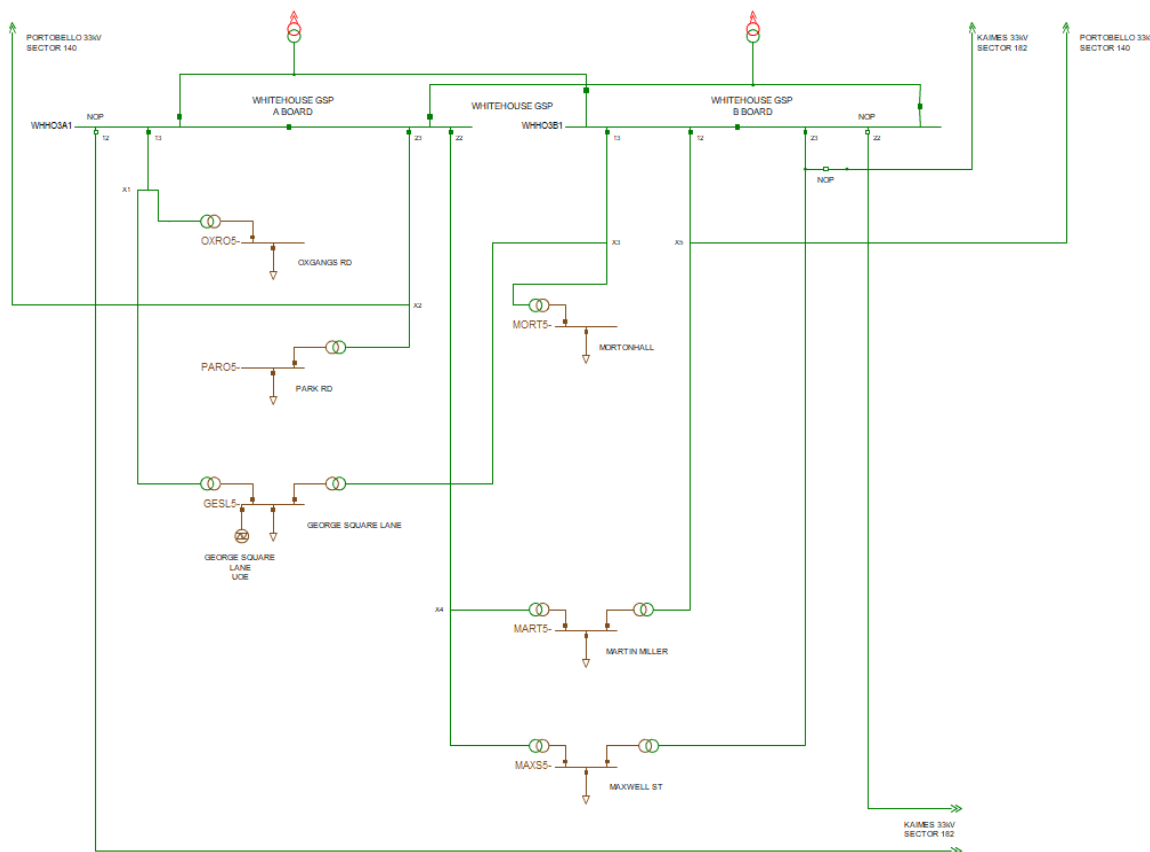 PORTOBELLO 33kV
SECTOR 140
KAIMES 33kV
SECTOR 182
PORTOBELLO 33k
SECTOR 140
WHITEHOUSE GSP
A BOARD
WHITEHOUSE GSP
WHITEHOUSE GSP
B BOARD
WHHO3A1
NOP
WHHO3B1
NOP
T2
T3
Z3
Z2
T3
T2
Z3
Z2
NOP
X1
OXRO5-
OXGANGS RD
X3
X5
X2
MORT5-
MORTONHALL
PARO5-
PARK RD
GESL5-
GEORGE SQUARE LANE
GEORGE SQUARE
LANE
UOE
X4
MART5-
MARTIN MILLER
MAXS5-
MAXWELL ST
KAIMES 33kV
SECTOR 182